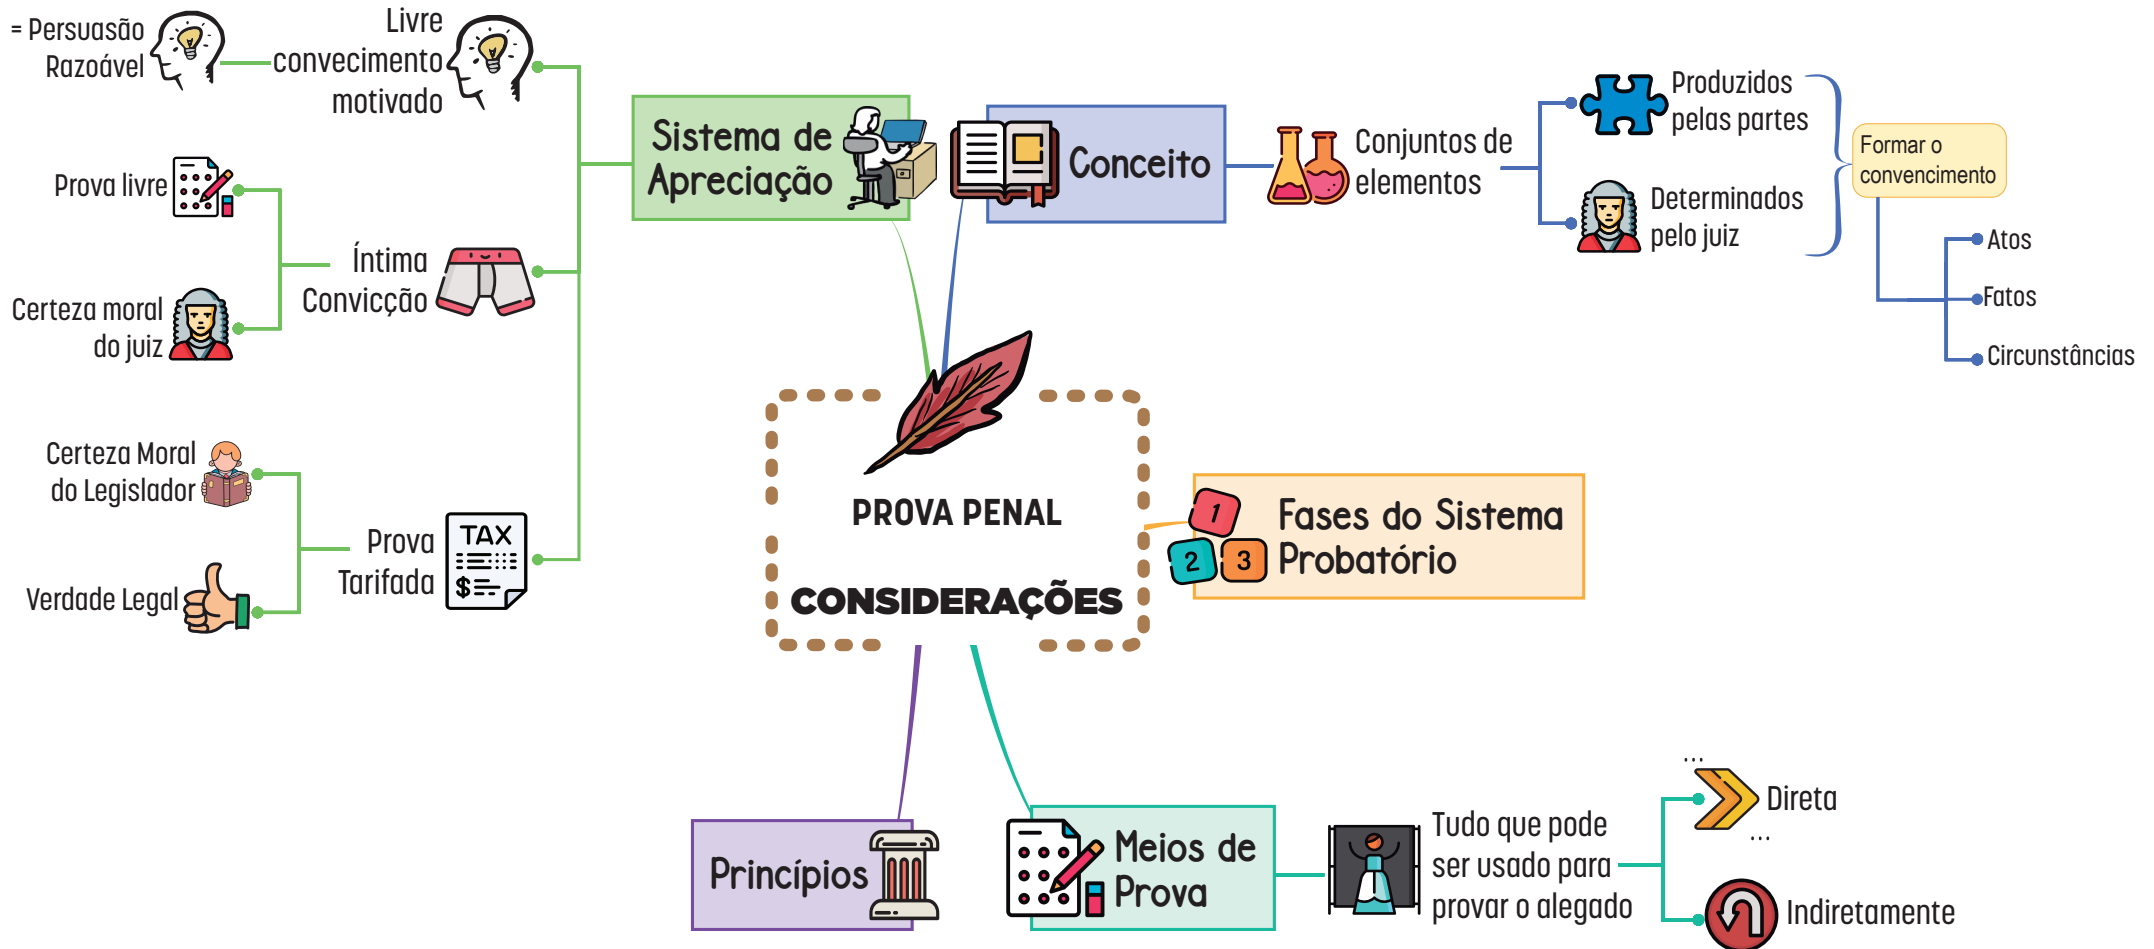 = Persuasão
Razoável
Livre
convecimento
motivado
Prova livre
Certeza moral
do juiz
Íntima
Convicção
Certeza Moral
do Legislador
Verdade Legal
Prova
Tarifada
TAX
$
Sistema de
Apreciação
Conceito
Conjuntos de
elementos
Produzidos
pelas partes
Determinados
pelo juiz
Formar o
convencimento
Atos
Fatos
Circunstâncias
PROVA PENAL
CONSIDERAÇÕES
1
2
3
Fases do Sistema
Probatório
Princípios
Meios de
Prova
Tudo que pode
ser usado para
provar o alegado
...
Direta
...
Indiretamente